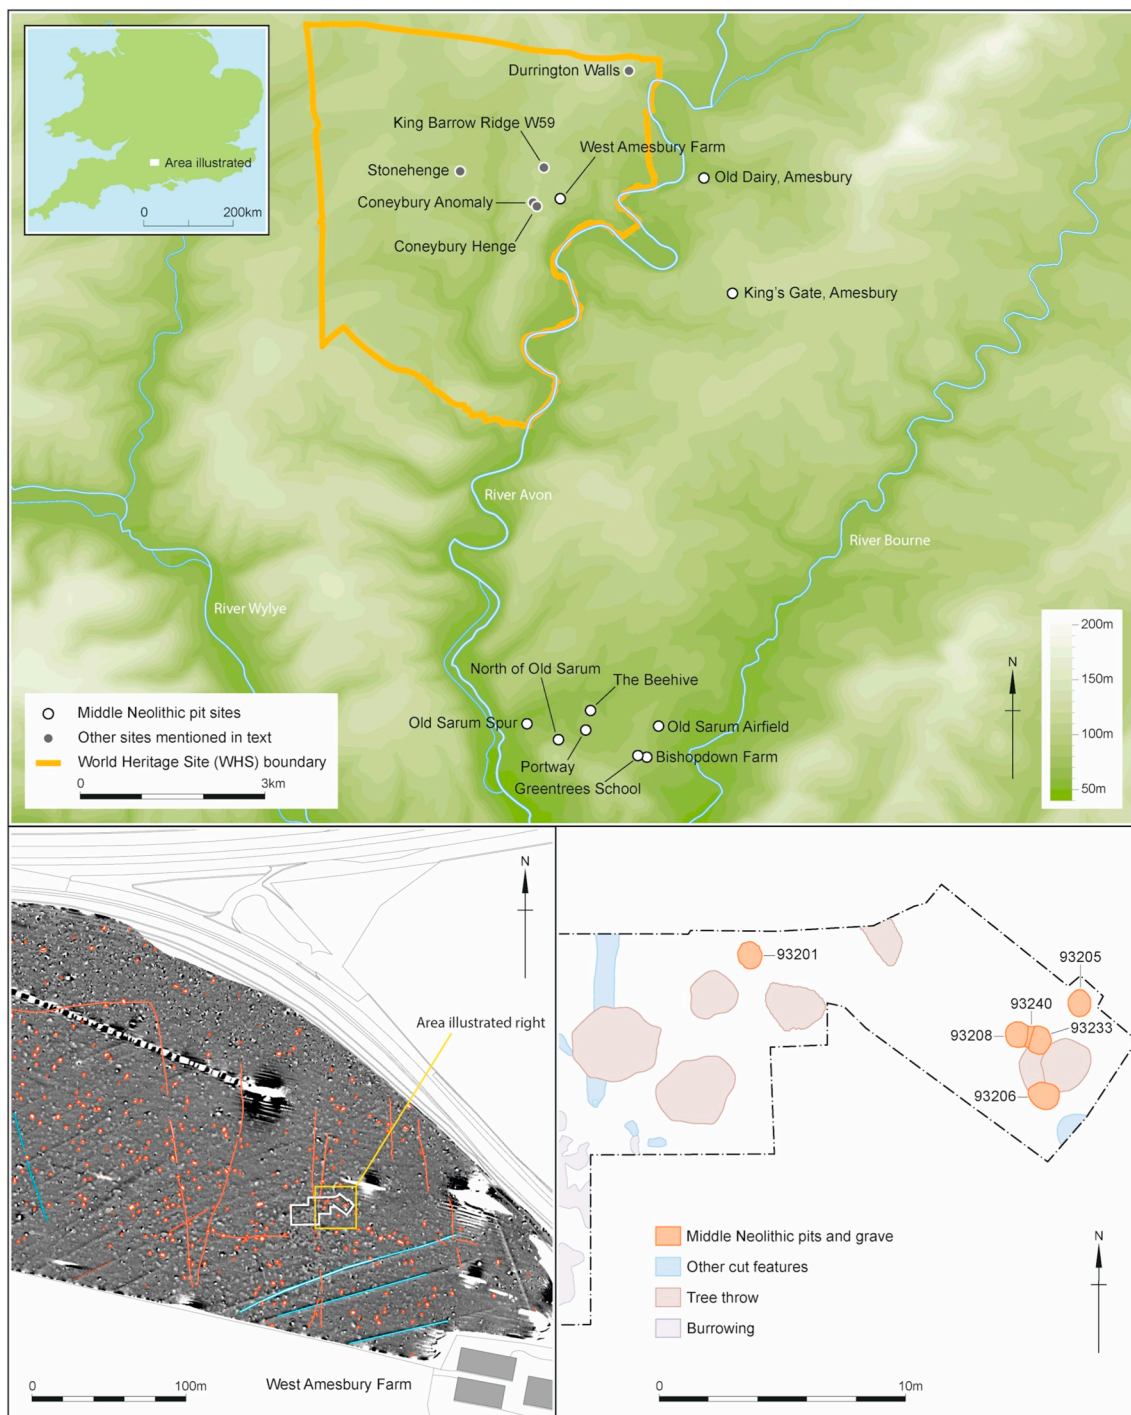 Area illustrated
0 200km
Durrington Walls
King Barrow Ridge W59
West Amesbury Farm
Stonehenge
Old Dairy, Amesbury
Coneybury Anomaly
Coneybury Henge
King's Gate, Amesbury
River Avon
River Bourne
River Wylye
200m
150m
100m
50m
N
North of Old Sarum
The Beehive
Old Sarum Spur
Old Sarum Airfield
Portway
Bishopdown Farm
Greentrees School
Middle Neolithic pit sites
Other sites mentioned in text
World Heritage Site (WHS) boundary
0 3km
N
Area illustrated right
0 100m
West Amesbury Farm
93201
93205
93240
93208
93233
93206
Middle Neolithic pits and grave
Other cut features
Tree throw
Burrowing
N
0 10m